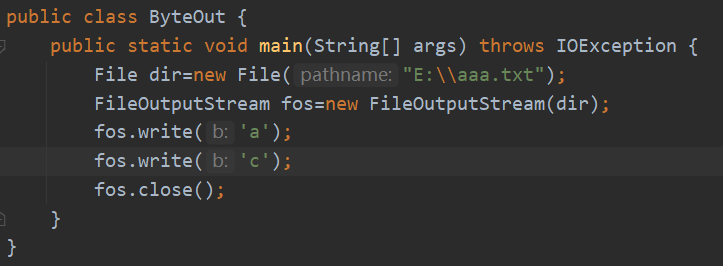 public class ByteOut {
public static void main(String[] args) throws IOException {
File dir=new File( pathname: "E:\\aaa.txt");
FileOutputStream fos=new FileOutputStream(dir);
fos.write( b: 'a');
fos.write( b: 'c');
fos.close();
}
}